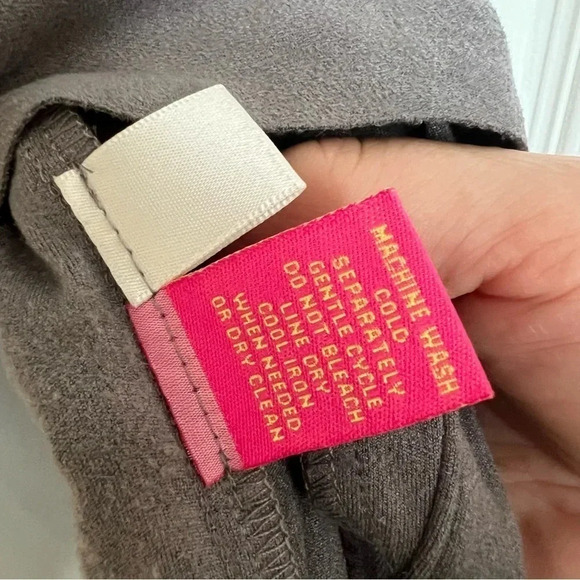 MACHINE WASH
COLD
SEPARATELY
GENTLE CYCLE
DO NOT BLEACH
LINE DRY
COOL IRON
WHEN NEEDED
OR DRY CLEAN